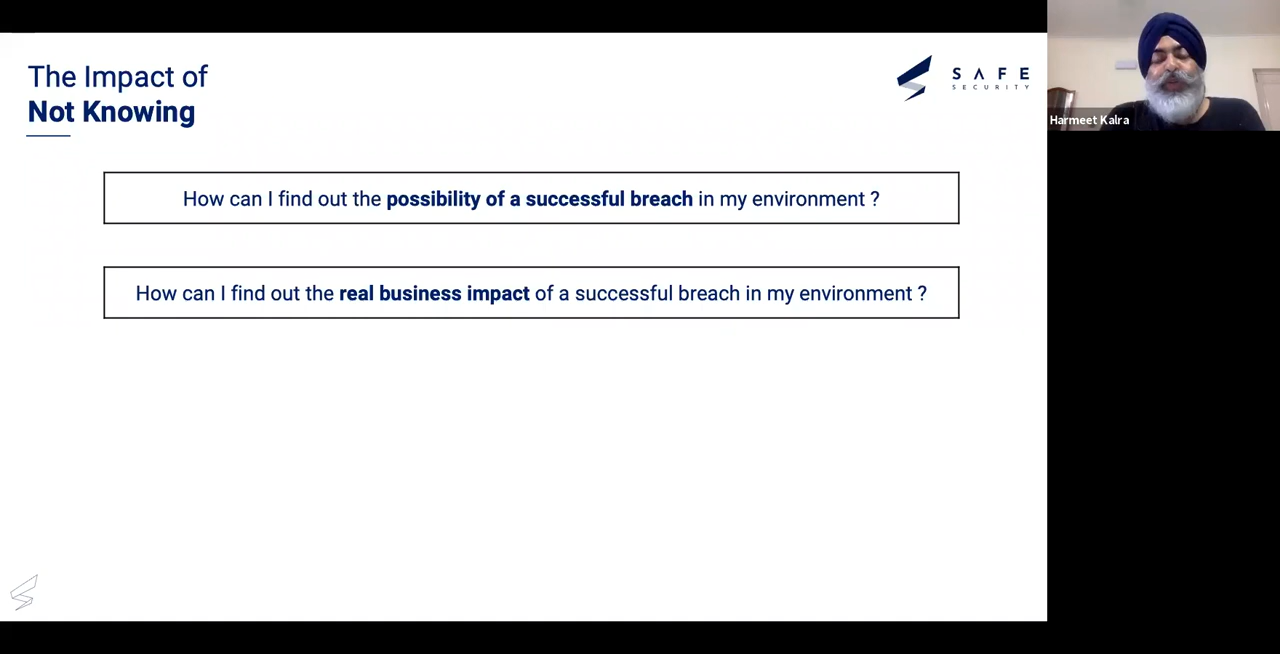 The Impact of
Not Knowing
SAFE
SECURITY
Harmeet Kalra
How can I find out the possibility of a successful breach in my environment ?
How can I find out the real business impact of a successful breach in my environment ?